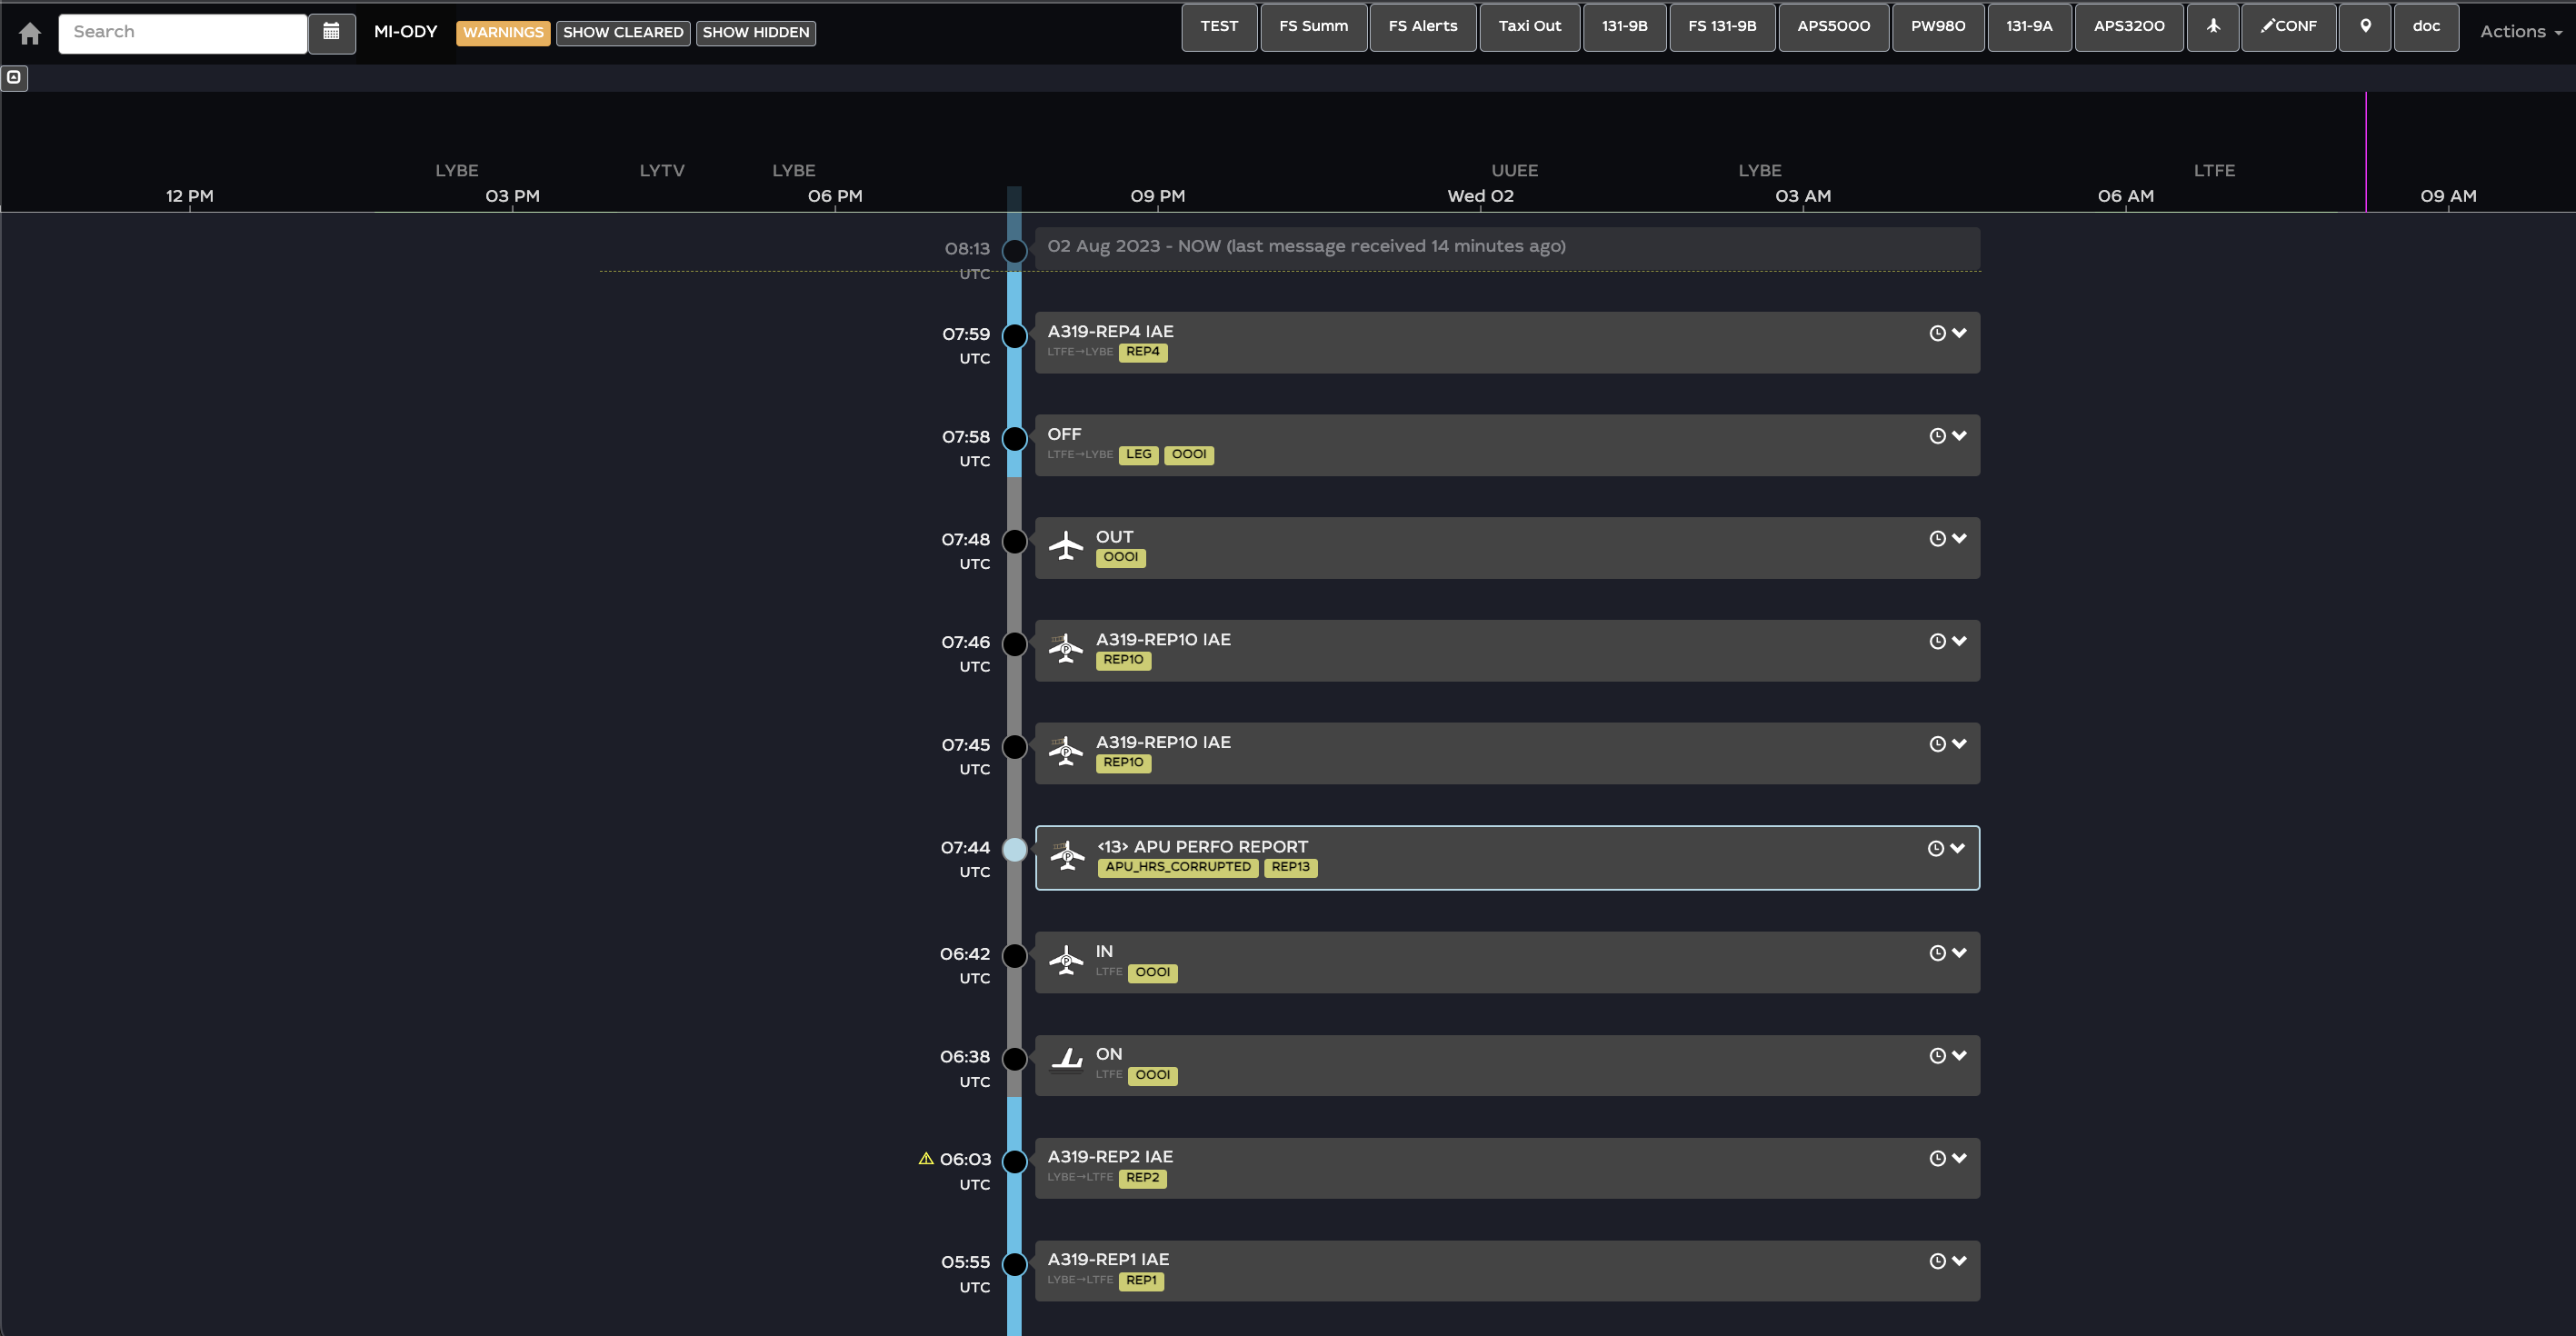 Search MI-ODY WARNINGS SHOW CLEARED SHOW HIDDEN TEST FS Summ FS Alerts Taxi Out 131-9B FS 131-9B APS5000 PW980 131-9A APS3200 CONF doc Actions
LYBE LYTV LYBE UUEE LYBE LTFE
12 PM 03 PM 06 PM 09 PM Wed 02 03 AM 06 AM 09 AM
08:13 02 Aug 2023 - NOW (last message received 14 minutes ago)
UTC
07:59 A319-REP4 IAE
UTC LTFE→LYBE REP4
07:58 OFF
UTC LTFE→LYBE LEG OOOI
07:48 OUT
UTC OOOI
07:46 A319-REP10 IAE
UTC REP10
07:45 A319-REP10 IAE
UTC REP10
07:44 <13> APU PERFO REPORT
UTC APU_HRS_CORRUPTED REP13
06:42 IN
UTC LTFE OOOI
06:38 ON
UTC LTFE OOOI
06:03 A319-REP2 IAE
UTC LYBE→LTFE REP2
05:55 A319-REP1 IAE
UTC LYBE→LTFE REP1